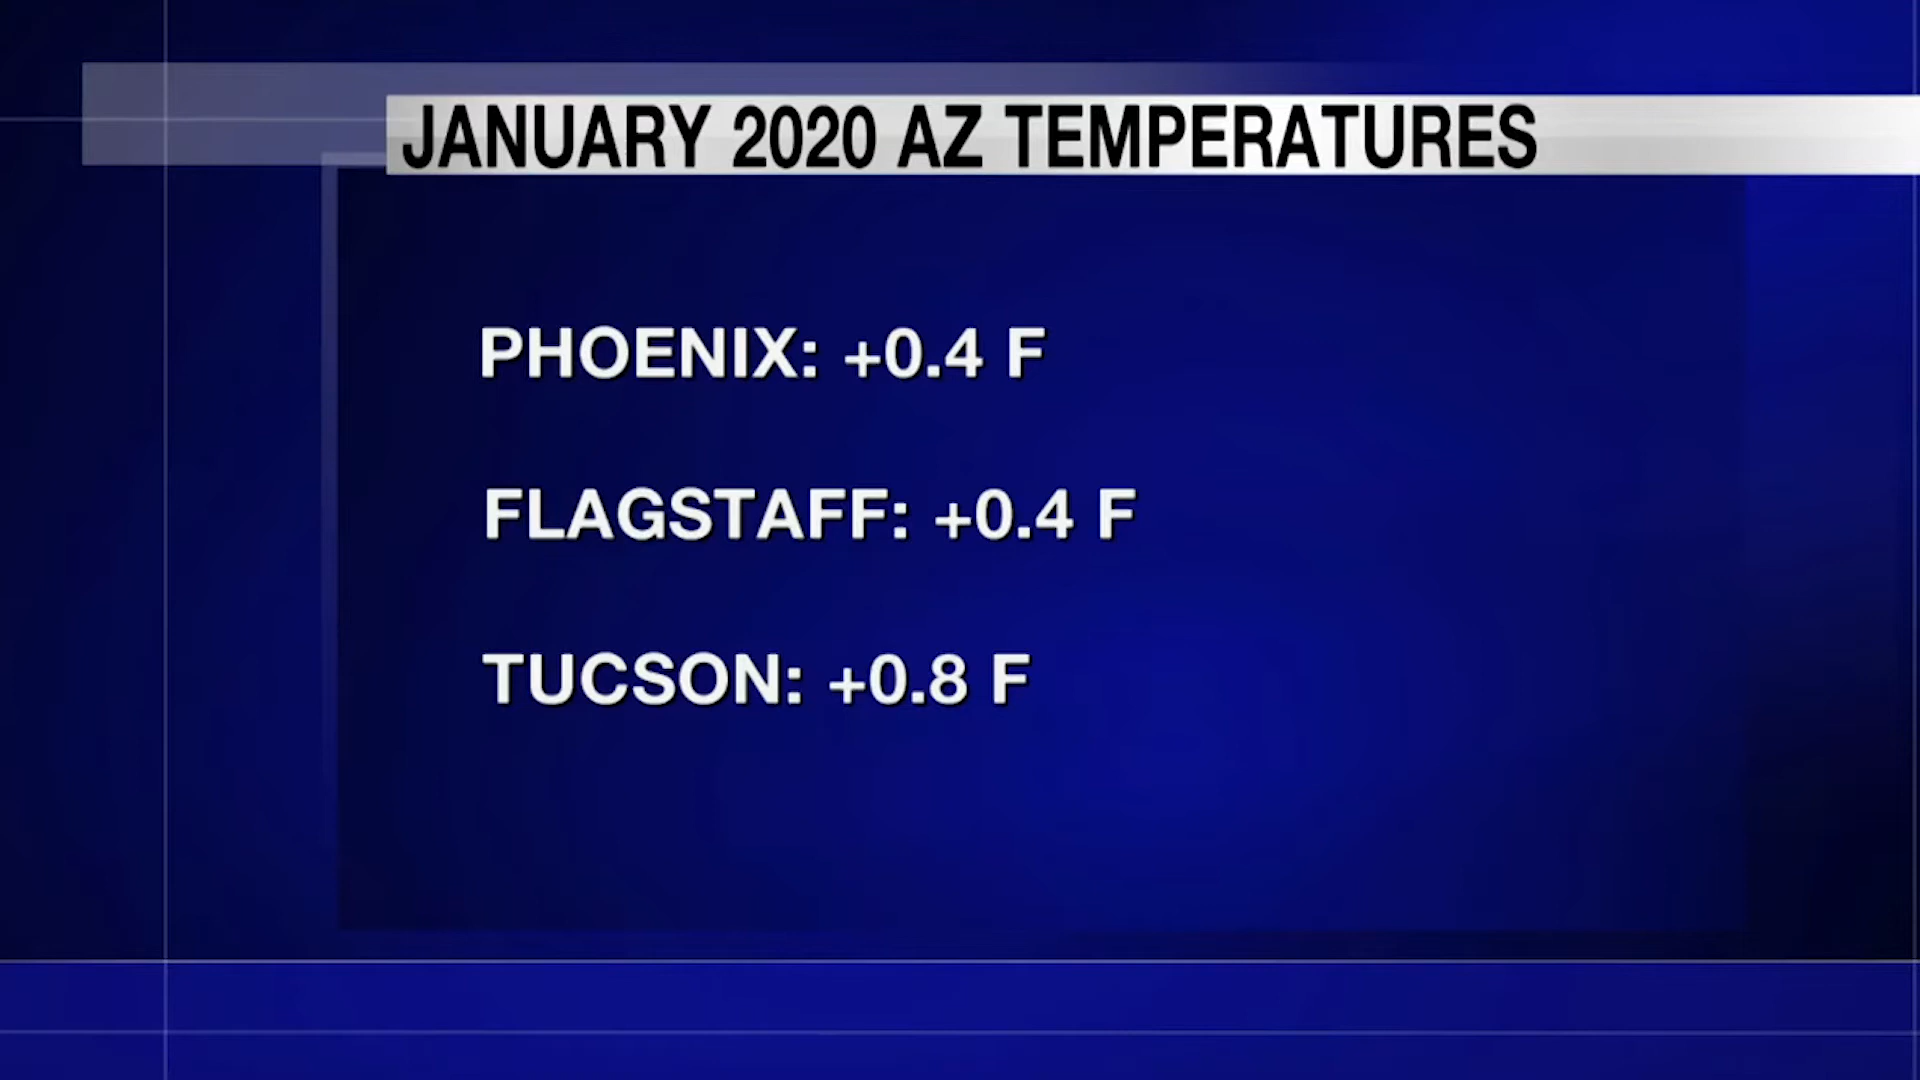 JANUARY 2020 AZ TEMPERATURES
PHOENIX: +0.4 F
FLAGSTAFF: +0.4 F
TUCSON: +0.8 F